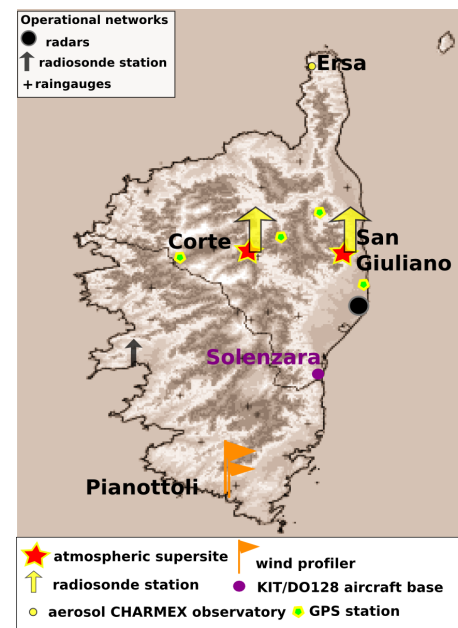 Operational networks
radars
radiosonde station
raingauges
Ersa
Corte
San
Giuliano
Solenzara
Pianottoli
atmospheric supersite
wind profiler
radiosonde station
KIT/DO128 aircraft base
aerosol CHARMEX observatory
GPS station